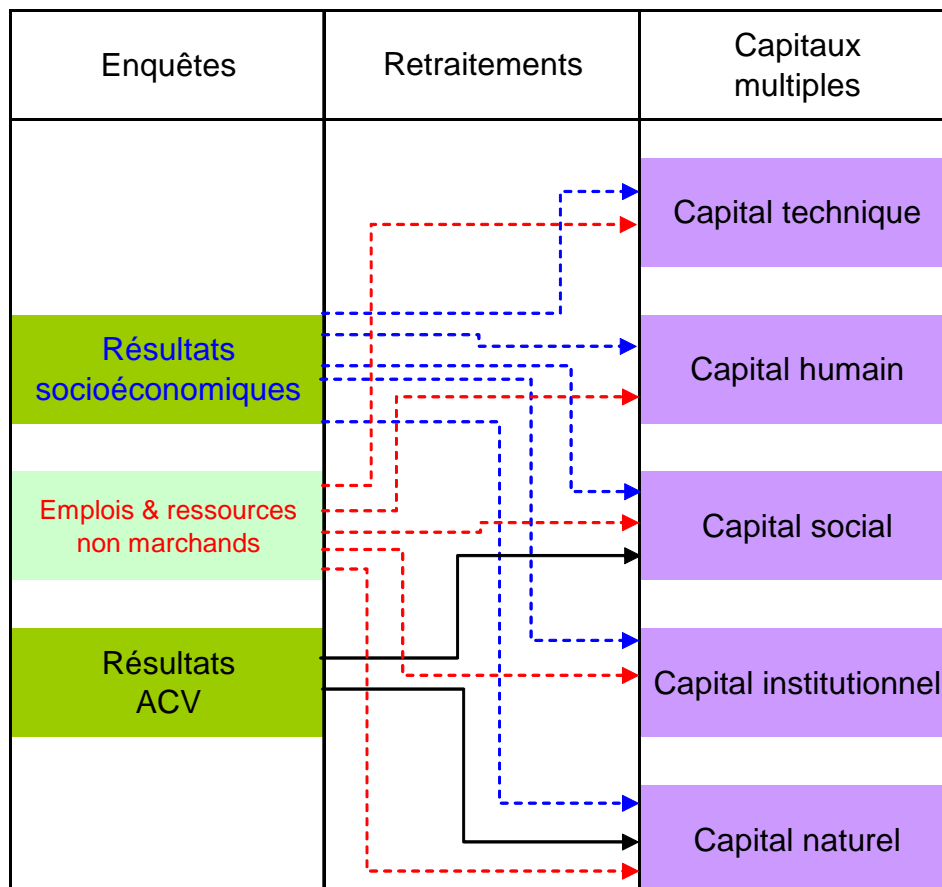 Enquêtes
Retraitements
Capitaux
multiples
Résultats
socioéconomiques
Emplois & ressources
non marchands
Résultats
ACV
Capital technique
Capital humain
Capital social
Capital institutionnel
Capital naturel